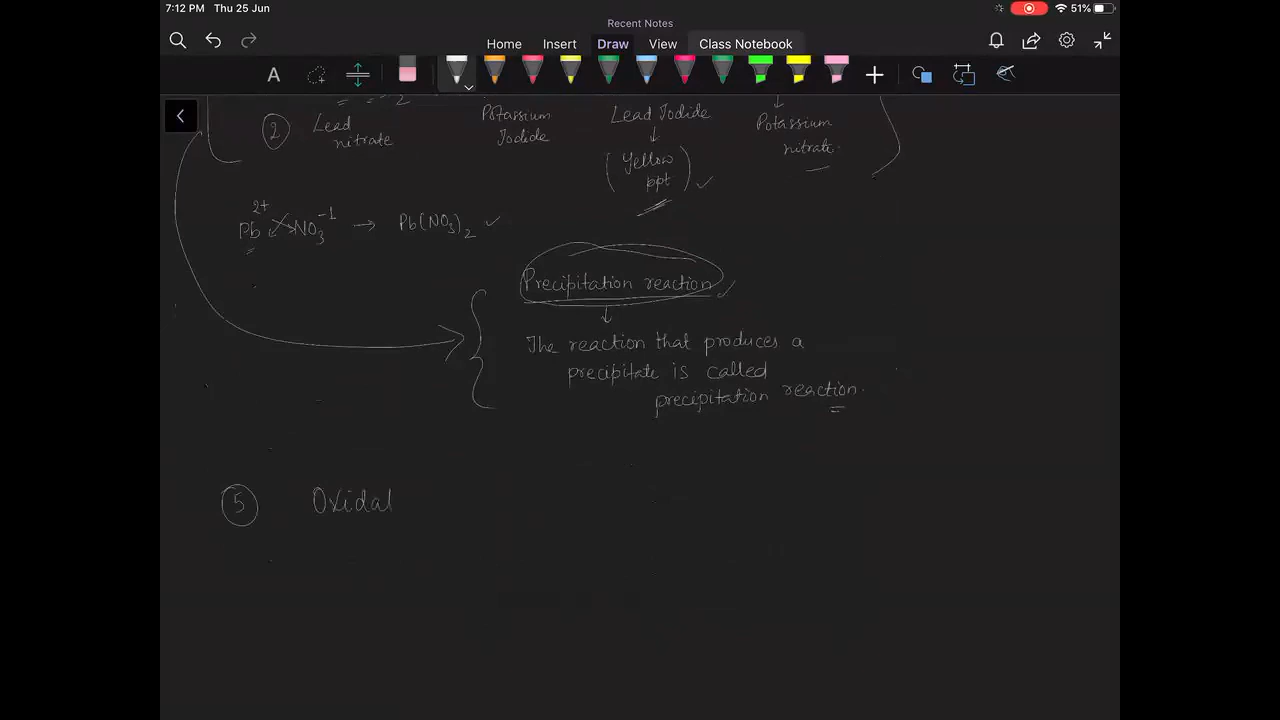 7:12 PM Thu 25 Jun
51%
Recent Notes
Home Insert Draw View Class Notebook
A
2 Lead nitrate
Potassium Iodide
Lead Iodide
(Yellow ppt)
Potassium nitrate.
Pb 2+ NO3 -1 → Pb(NO3)2 ✓
Precipitation reaction
The reaction that produces a
precipitate is called
precipitation reaction.
5 Oxidal